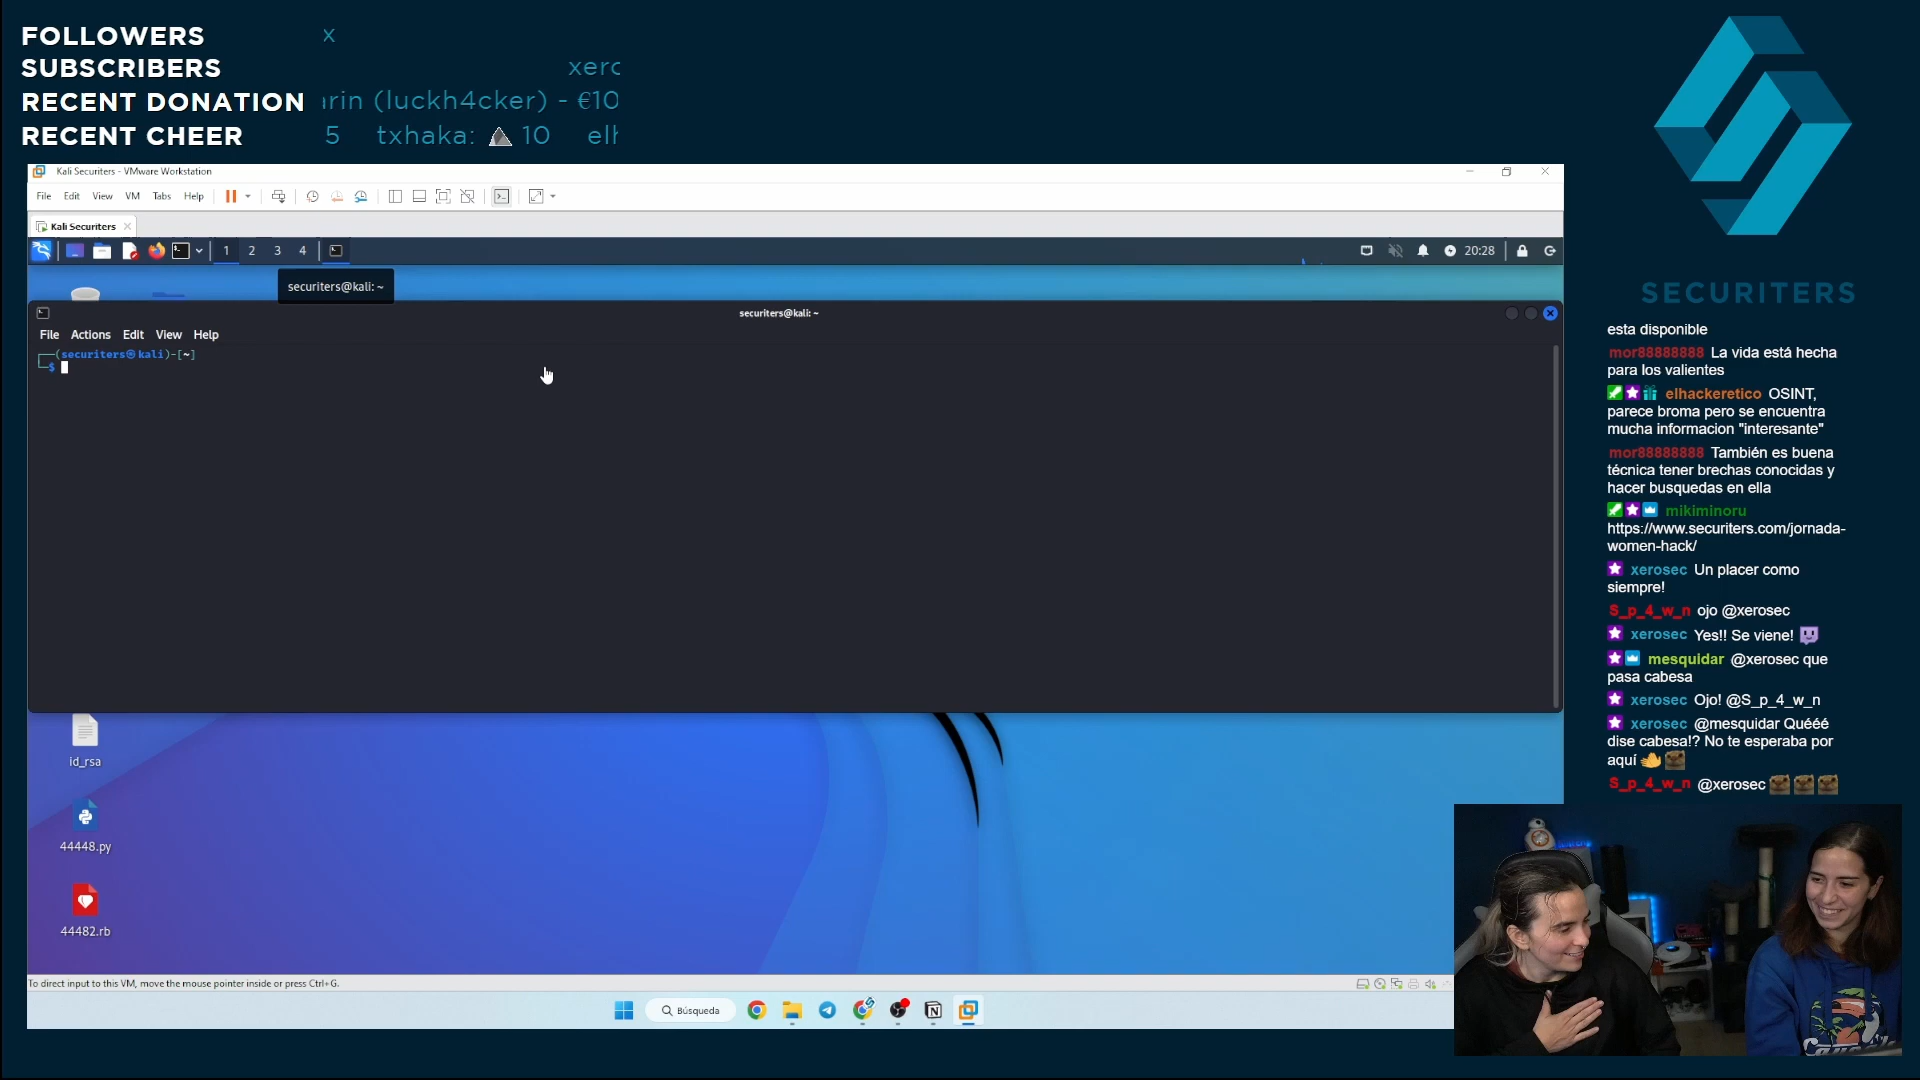 FOLLOWERS
x
SUBSCRIBERS
xerc
RECENT DONATION
ırin (luckh4cker) - €10
RECENT CHEER
5 txhaka: 10 elh
Kali Securiters - VMware Workstation
File Edit View VM Tabs Help
Kali Securiters
1 2 3 4
20:28
securiters@kali: ~
securiters@kali: ~
File Actions Edit View Help
(securiters㉿kali)-[~]
$
id_rsa
44448.py
44482.rb
To direct input to this VM, move the mouse pointer inside or press Ctrl+G.
Búsqueda
SECURITERS
esta disponible
mor88888888 La vida está hecha
para los valientes
elhackeretico OSINT,
parece broma pero se encuentra
mucha informacion "interesante"
mor88888888 También es buena
técnica tener brechas conocidas y
hacer busquedas en ella
mikiminoru
https://www.securiters.com/jornada-
women-hack/
xerosec Un placer como
siempre!
S_p_4_w_n ojo @xerosec
xerosec Yes!! Se viene!
mesquidar @xerosec que
pasa cabesa
xerosec Ojo! @S_p_4_w_n
xerosec @mesquidar Quééé
dise cabesa!? No te esperaba por
aquí
S_p_4_w_n @xerosec